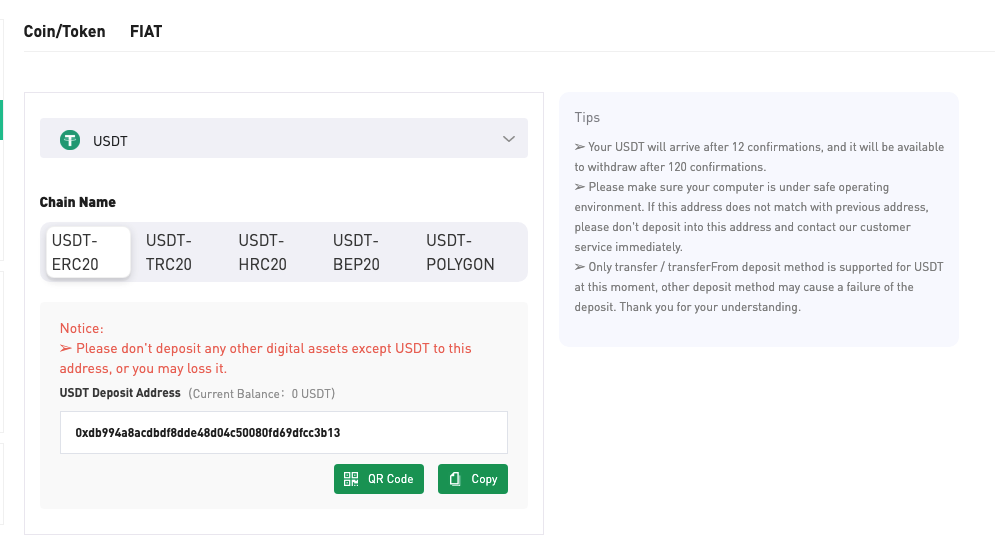 Coin/Token FIAT
USDT
Chain Name
USDT-ERC20 USDT-TRC20 USDT-HRC20 USDT-BEP20 USDT-POLYGON
Notice:
➢ Please don't deposit any other digital assets except USDT to this
address, or you may loss it.
USDT Deposit Address (Current Balance: 0 USDT)
0xdb994a8acdbdf8dde48d04c50080fd69dfcc3b13
QR Code Copy
Tips
➢ Your USDT will arrive after 12 confirmations, and it will be available
to withdraw after 120 confirmations.
➢ Please make sure your computer is under safe operating
environment. If this address does not match with previous address,
please don't deposit into this address and contact our customer
service immediately.
➢ Only transfer / transferFrom deposit method is supported for USDT
at this moment, other deposit method may cause a failure of the
deposit. Thank you for your understanding.